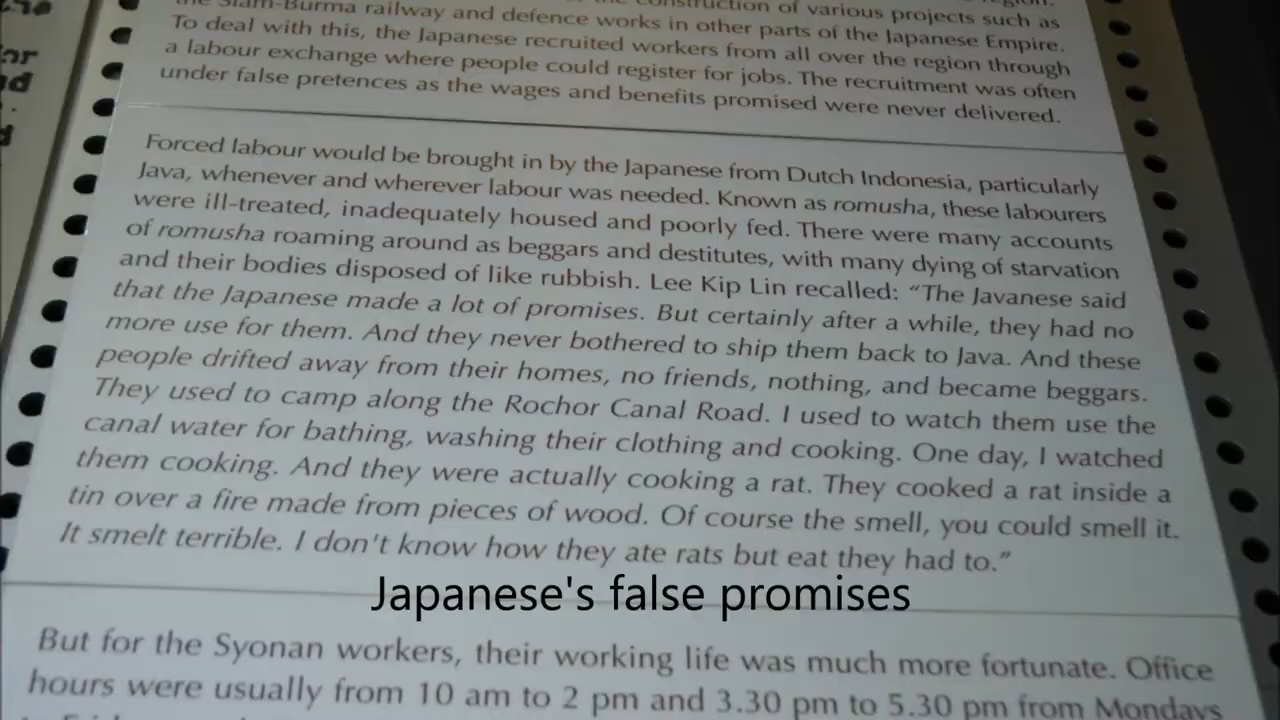 construction of various projects such as
the Siam-Burma railway and defence works in other parts of the Japanese Empire.
To deal with this, the Japanese recruited workers from all over the region through
a labour exchange where people could register for jobs. The recruitment was often
under false pretences as the wages and benefits promised were never delivered.
Forced labour would be brought in by the Japanese from Dutch Indonesia, particularly
Java, whenever and wherever labour was needed. Known as romusha, these labourers
were ill-treated, inadequately housed and poorly fed. There were many accounts
of romusha roaming around as beggars and destitutes, with many dying of starvation
and their bodies disposed of like rubbish. Lee Kip Lin recalled: “The Javanese said
that the Japanese made a lot of promises. But certainly after a while, they had no
more use for them. And they never bothered to ship them back to Java. And these
people drifted away from their homes, no friends, nothing, and became beggars.
They used to camp along the Rochor Canal Road. I used to watch them use the
canal water for bathing, washing their clothing and cooking. One day, I watched
them cooking. And they were actually cooking a rat. They cooked a rat inside a
tin over a fire made from pieces of wood. Of course the smell, you could smell it.
It smelt terrible. I don't know how they ate rats but eat they had to.”
Japanese's false promises
But for the Syonan workers, their working life was much more fortunate. Office
hours were usually from 10 am to 2 pm and 3.30 pm to 5.30 pm from Mondays